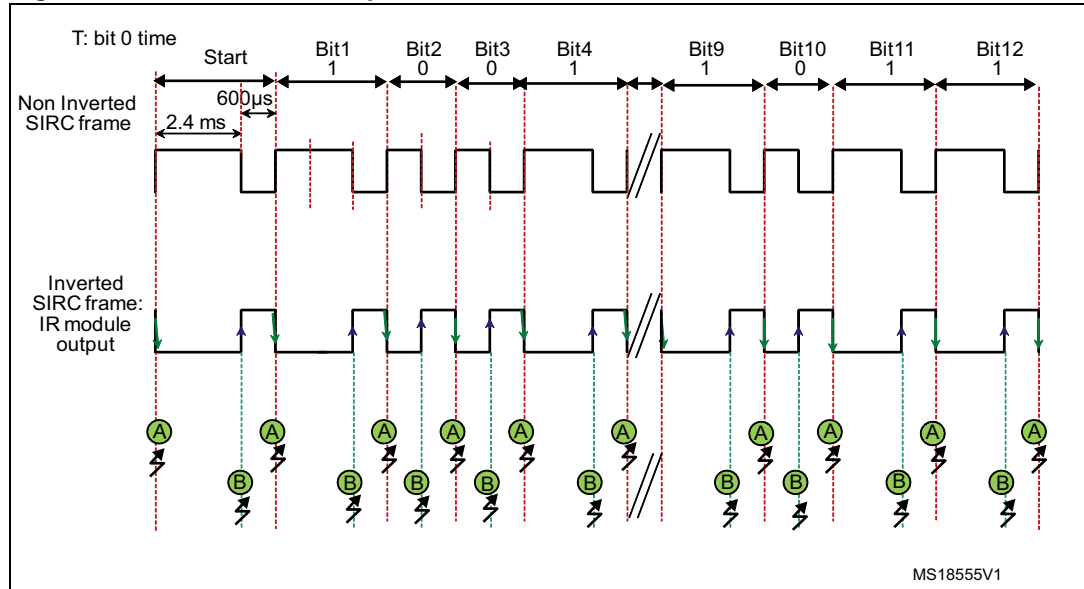 T: bit 0 time
Start
Bit1
1
Bit2
0
Bit3
0
Bit4
1
Bit9
1
Bit10
0
Bit11
1
Bit12
1
Non Inverted
SIRC frame
600µs
2.4 ms
Inverted
SIRC frame:
IR module
output
A A A A A A A A A A
B B B B B B B B B
MS18555V1